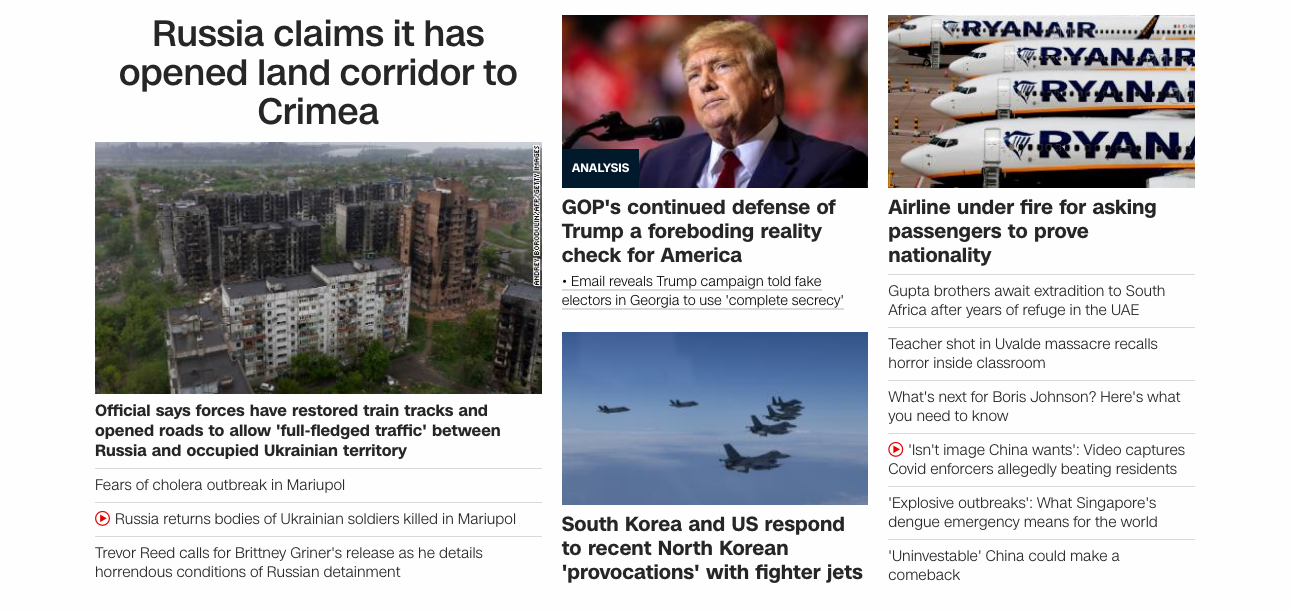 Russia claims it has
opened land corridor to
Crimea
ANDREY BORODULIN/AFP/GETTY IMAGES
Official says forces have restored train tracks and
opened roads to allow 'full-fledged traffic' between
Russia and occupied Ukrainian territory
Fears of cholera outbreak in Mariupol
Russia returns bodies of Ukrainian soldiers killed in Mariupol
Trevor Reed calls for Brittney Griner's release as he details
horrendous conditions of Russian detainment
ANALYSIS
GOP's continued defense of
Trump a foreboding reality
check for America
• Email reveals Trump campaign told fake
electors in Georgia to use 'complete secrecy'
South Korea and US respond
to recent North Korean
'provocations' with fighter jets
RYANAIR
RYANAIR
RYANAI
RYANA
Airline under fire for asking
passengers to prove
nationality
Gupta brothers await extradition to South
Africa after years of refuge in the UAE
Teacher shot in Uvalde massacre recalls
horror inside classroom
What's next for Boris Johnson? Here's what
you need to know
'Isn't image China wants': Video captures
Covid enforcers allegedly beating residents
'Explosive outbreaks': What Singapore's
dengue emergency means for the world
'Uninvestable' China could make a
comeback